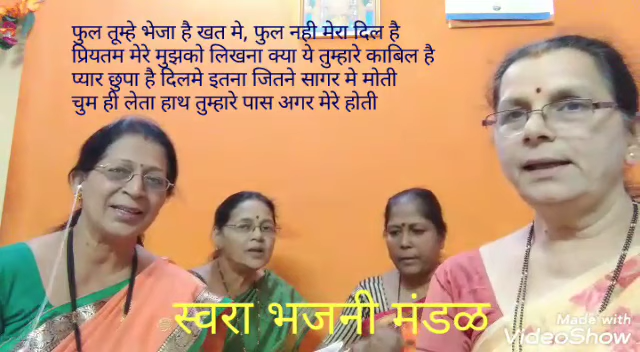 फुल तूम्हे भेजा है खत मे, फुल नही मेरा दिल है
प्रियतम मेरे मुझको लिखना क्या ये तुम्हारे काबिल है
प्यार छुपा है दिलमे इतना जितने सागर मे मोती
चुम ही लेता हाथ तुम्हारे पास अगर मेरे होती
स्वरा भजनी मंडळ
Made with
VideoShow